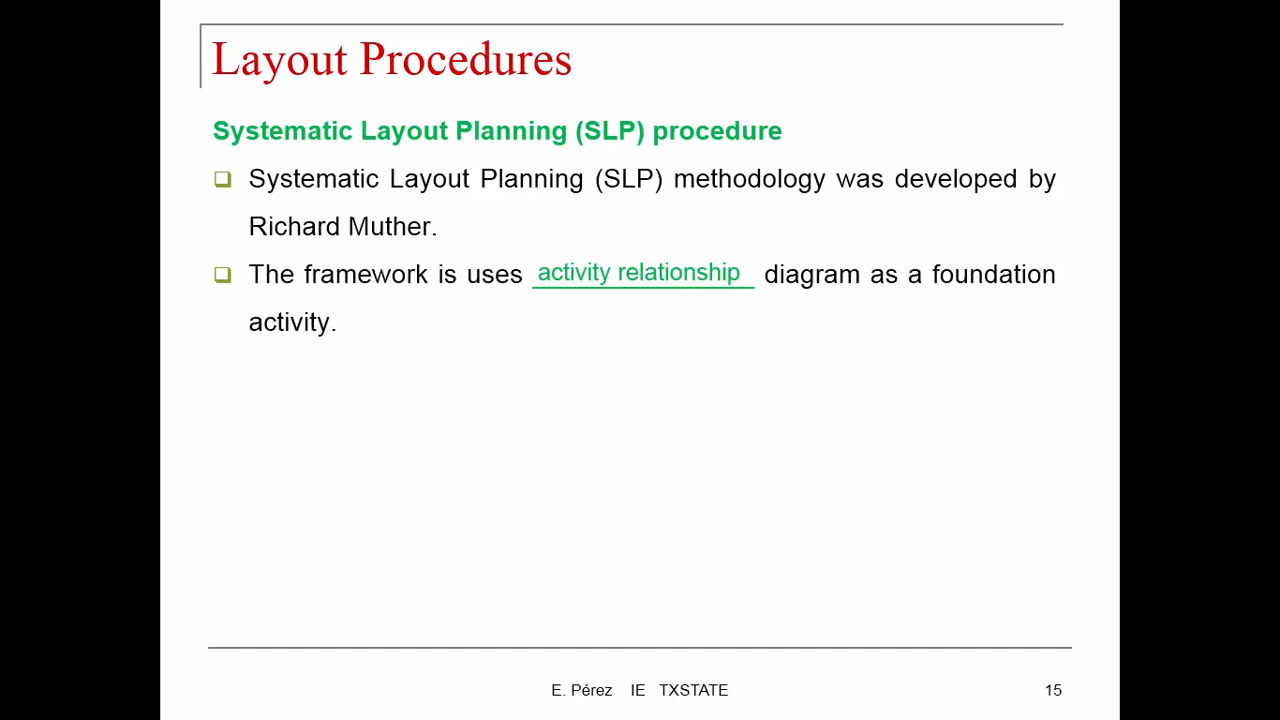 Layout Procedures
Systematic Layout Planning (SLP) procedure
Systematic Layout Planning (SLP) methodology was developed by
Richard Muther.
The framework is uses activity relationship diagram as a foundation
activity.
E. Pérez IE TXSTATE 15